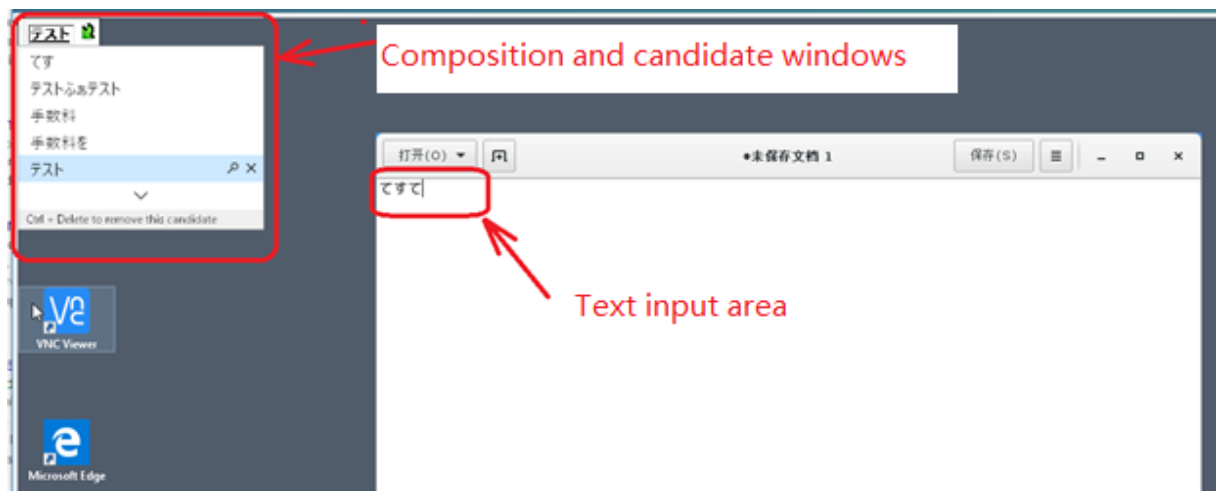 テスト
てす
テストふぁテスト
手数料
手数料を
テスト
Ctrl + Delete to remove this candidate
Composition and candidate windows
打开(O)
•未保存文档 1
保存(S)
てすて
Text input area
VNC Viewer
Microsoft Edge